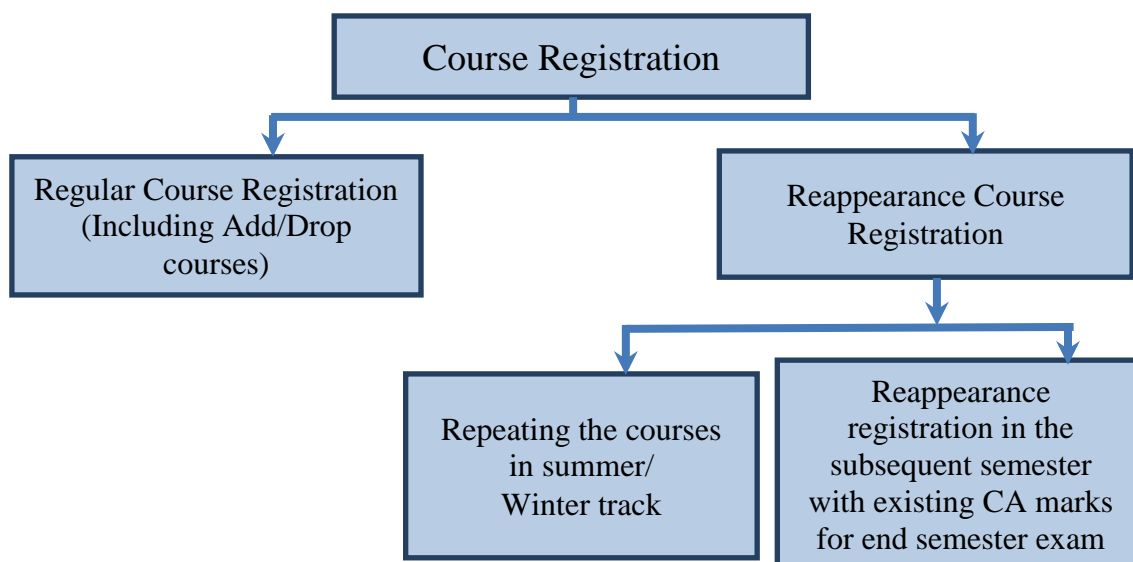 Course Registration
Regular Course Registration
(Including Add/Drop
courses)
Reappearance Course
Registration
Repeating the courses
in summer/
Winter track
Reappearance
registration in the
subsequent semester
with existing CA marks
for end semester exam